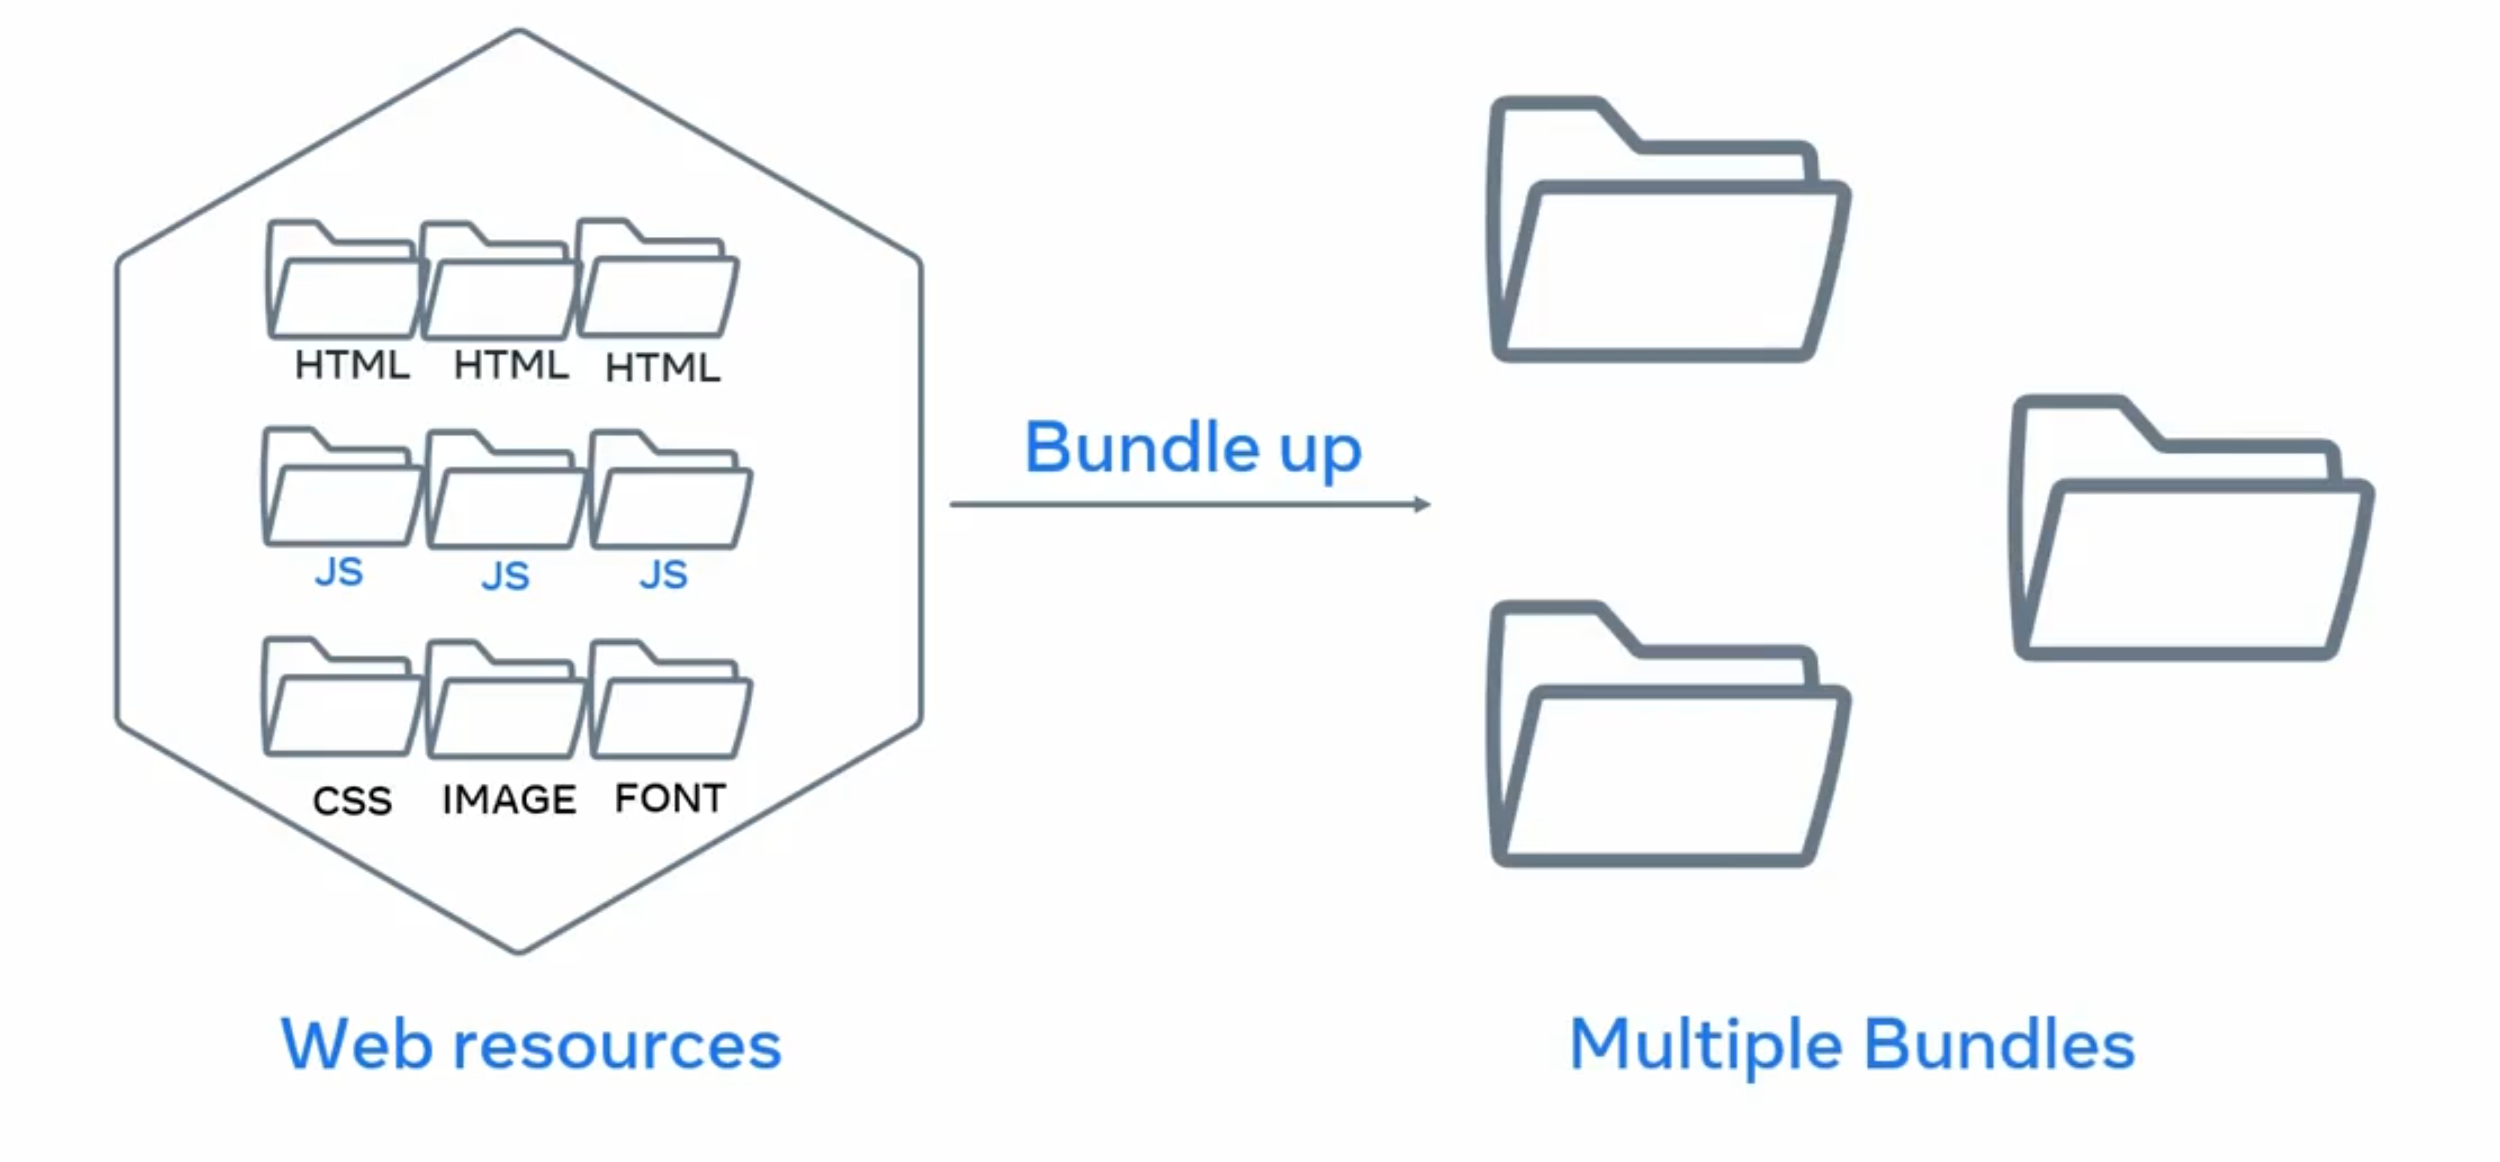 HTML HTML HTML
Bundle up
JS JS JS
CSS IMAGE FONT
Web resources
Multiple Bundles